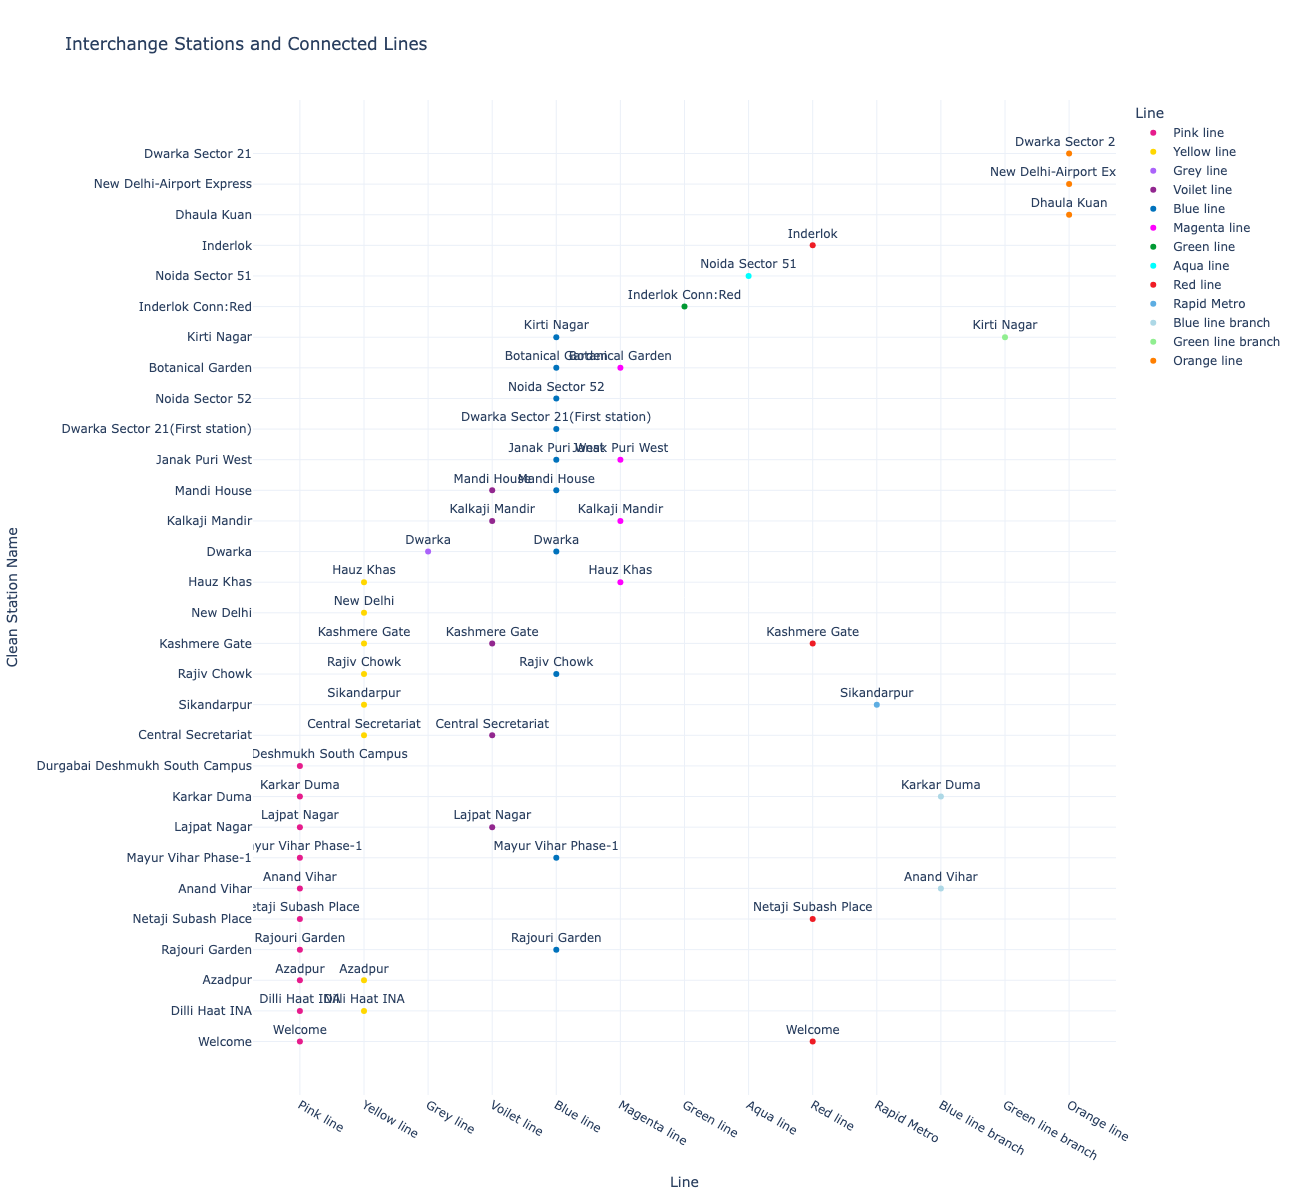 Interchange Stations and Connected Lines
Line
Pink line
Yellow line
Grey line
Voilet line
Blue line
Magenta line
Green line
Aqua line
Red line
Rapid Metro
Blue line branch
Green line branch
Orange line
Clean Station Name
Dwarka Sector 21
New Delhi-Airport Express
Dhaula Kuan
Inderlok
Noida Sector 51
Inderlok Conn:Red
Kirti Nagar
Botanical Garden
Noida Sector 52
Dwarka Sector 21(First station)
Janak Puri West
Mandi House
Kalkaji Mandir
Dwarka
Hauz Khas
New Delhi
Kashmere Gate
Rajiv Chowk
Sikandarpur
Central Secretariat
Durgabai Deshmukh South Campus
Karkar Duma
Lajpat Nagar
Mayur Vihar Phase-1
Anand Vihar
Netaji Subash Place
Rajouri Garden
Azadpur
Dilli Haat INA
Welcome
Dwarka Sector 2
New Delhi-Airport Ex
Dhaula Kuan
Inderlok
Noida Sector 51
Inderlok Conn:Red
Kirti Nagar
Kirti Nagar
Botanical Garden
Botanical Garden
Noida Sector 52
Dwarka Sector 21(First station)
Janak Puri West
Janak Puri West
Mandi House
Mandi House
Kalkaji Mandir
Kalkaji Mandir
Dwarka
Dwarka
Hauz Khas
Hauz Khas
New Delhi
Kashmere Gate
Kashmere Gate
Kashmere Gate
Rajiv Chowk
Rajiv Chowk
Sikandarpur
Sikandarpur
Central Secretariat
Central Secretariat
Deshmukh South Campus
Karkar Duma
Karkar Duma
Lajpat Nagar
Lajpat Nagar
yur Vihar Phase-1
Mayur Vihar Phase-1
Anand Vihar
Anand Vihar
etaji Subash Place
Netaji Subash Place
Rajouri Garden
Rajouri Garden
Azadpur
Azadpur
Dilli Haat INA
Dilli Haat INA
Welcome
Welcome
Pink line
Yellow line
Grey line
Voilet line
Blue line
Magenta line
Green line
Aqua line
Red line
Rapid Metro
Blue line branch
Green line branch
Orange line
Line